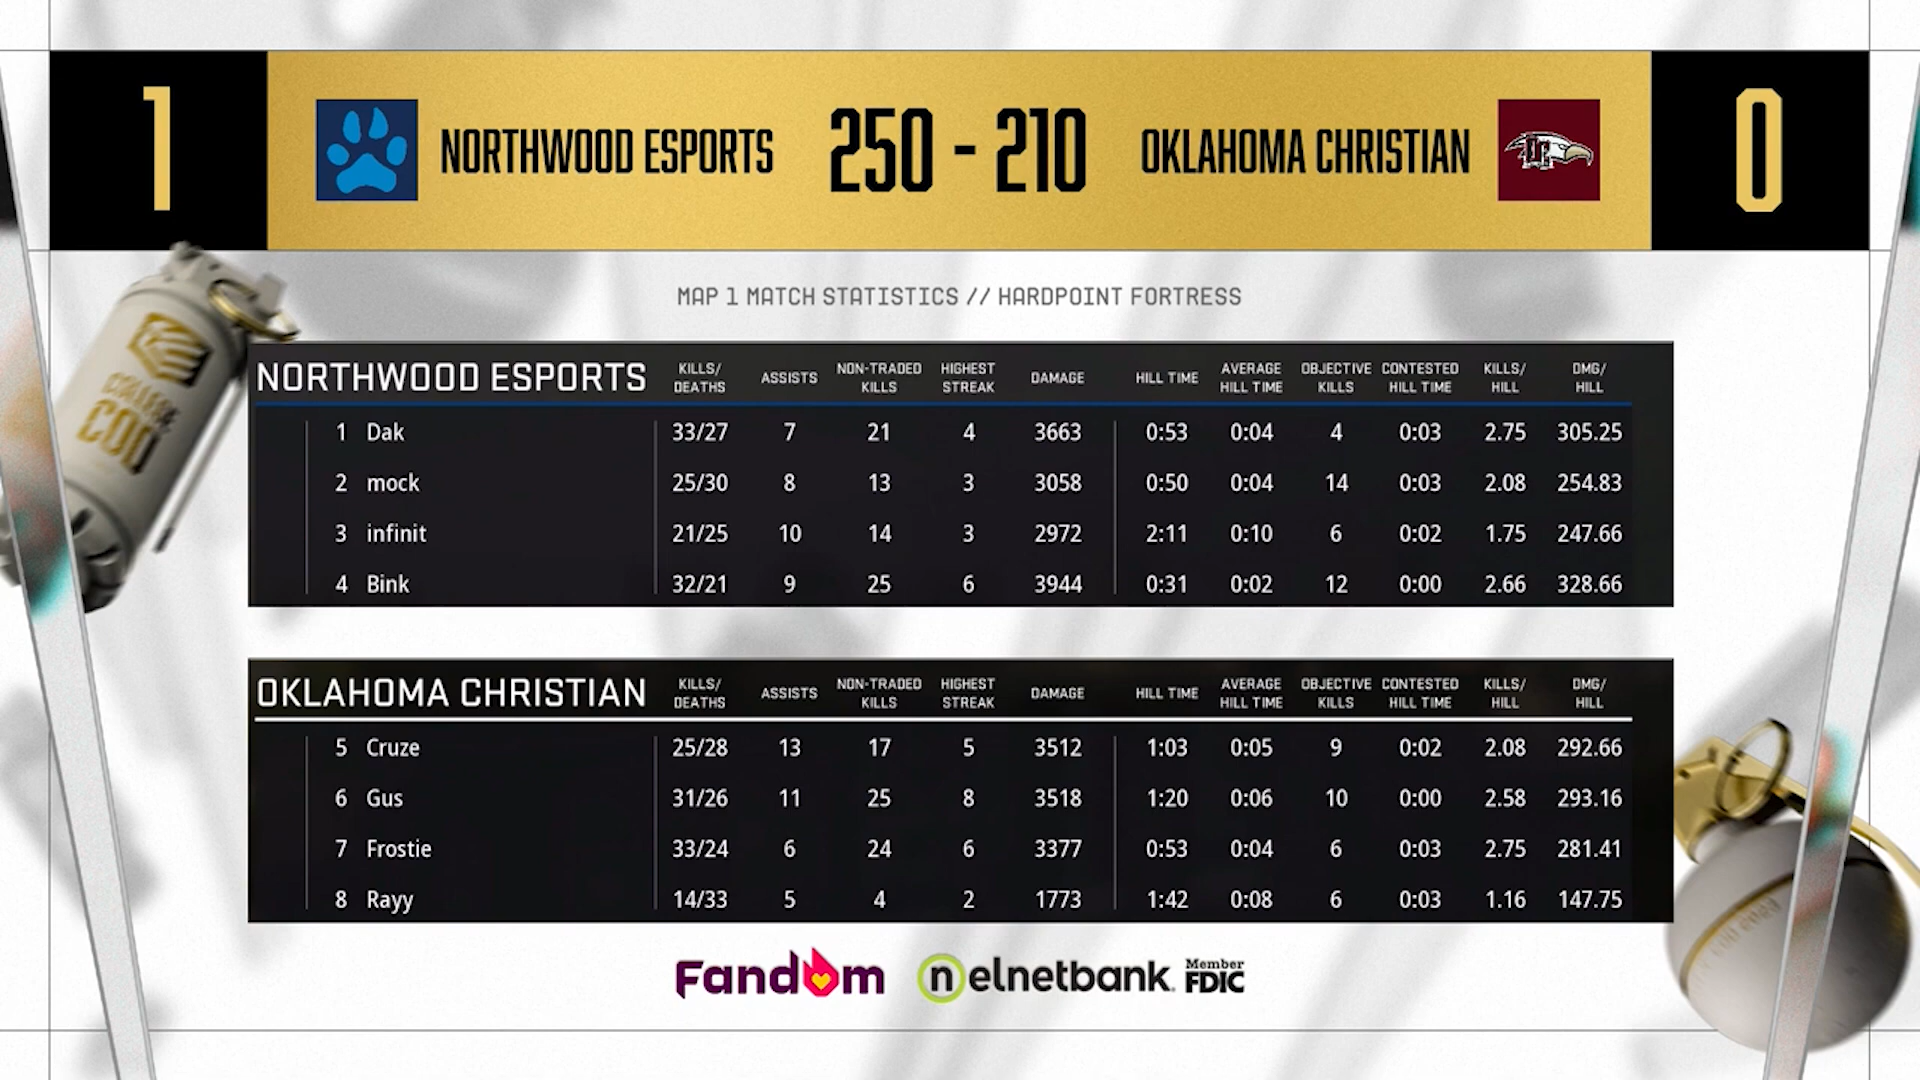 1
NORTHWOOD ESPORTS 250 - 210 OKLAHOMA CHRISTIAN
0
MAP 1 MATCH STATISTICS // HARDPOINT FORTRESS
COLLEGE
COD
NORTHWOOD ESPORTS KILLS/DEATHS ASSISTS NON-TRADED KILLS HIGHEST STREAK DAMAGE HILL TIME AVERAGE HILL TIME OBJECTIVE KILLS CONTESTED HILL TIME KILLS/HILL DMG/HILL
1 Dak 33/27 7 21 4 3663 0:53 0:04 4 0:03 2.75 305.25
2 mock 25/30 8 13 3 3058 0:50 0:04 14 0:03 2.08 254.83
3 infinit 21/25 10 14 3 2972 2:11 0:10 6 0:02 1.75 247.66
4 Bink 32/21 9 25 6 3944 0:31 0:02 12 0:00 2.66 328.66
OKLAHOMA CHRISTIAN KILLS/DEATHS ASSISTS NON-TRADED KILLS HIGHEST STREAK DAMAGE HILL TIME AVERAGE HILL TIME OBJECTIVE KILLS CONTESTED HILL TIME KILLS/HILL DMG/HILL
5 Cruze 25/28 13 17 5 3512 1:03 0:05 9 0:02 2.08 292.66
6 Gus 31/26 11 25 8 3518 1:20 0:06 10 0:00 2.58 293.16
7 Frostie 33/24 6 24 6 3377 0:53 0:04 6 0:03 2.75 281.41
8 Rayy 14/33 5 4 2 1773 1:42 0:08 6 0:03 1.16 147.75
Fandom nelnetbank. Member FDIC